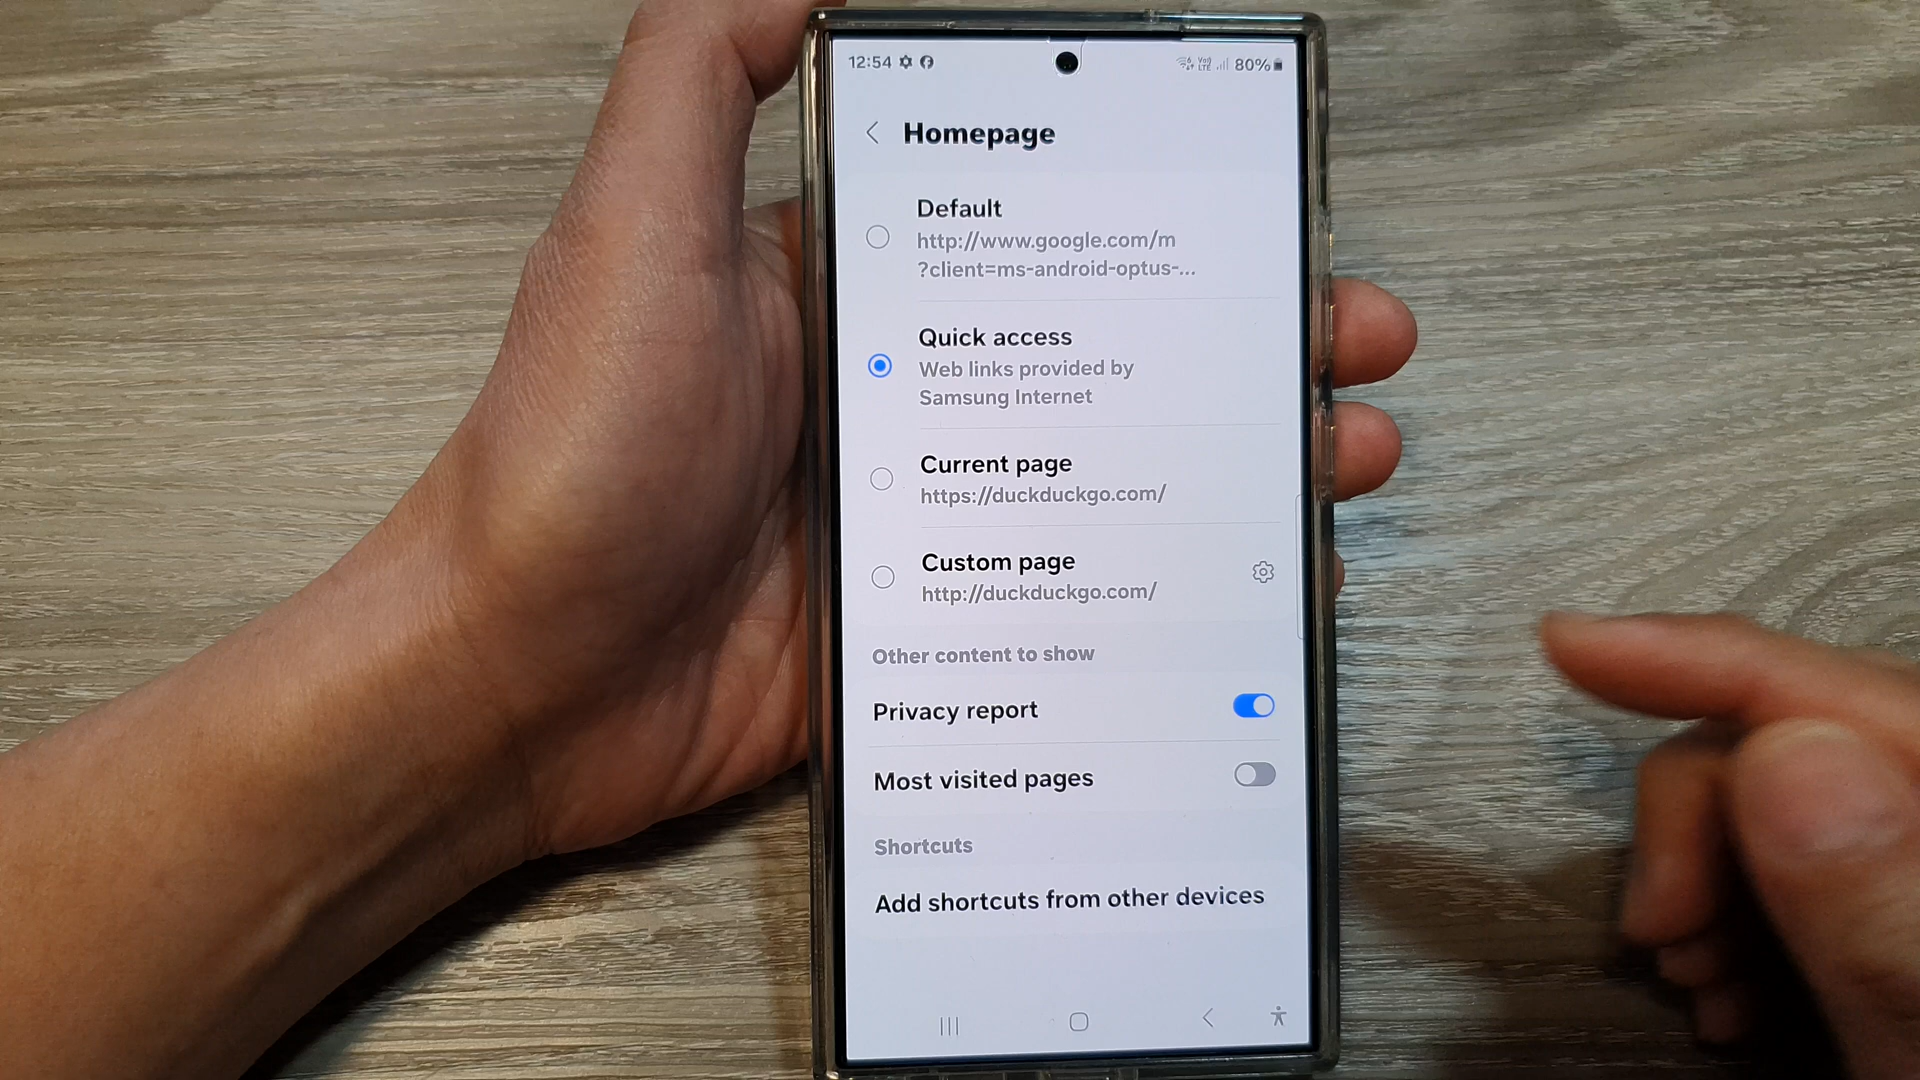 12:54 80%
Homepage
Default
http://www.google.com/m
?client=ms-android-optus-...
Quick access
Web links provided by
Samsung Internet
Current page
https://duckduckgo.com/
Custom page
http://duckduckgo.com/
Other content to show
Privacy report
Most visited pages
Shortcuts
Add shortcuts from other devices